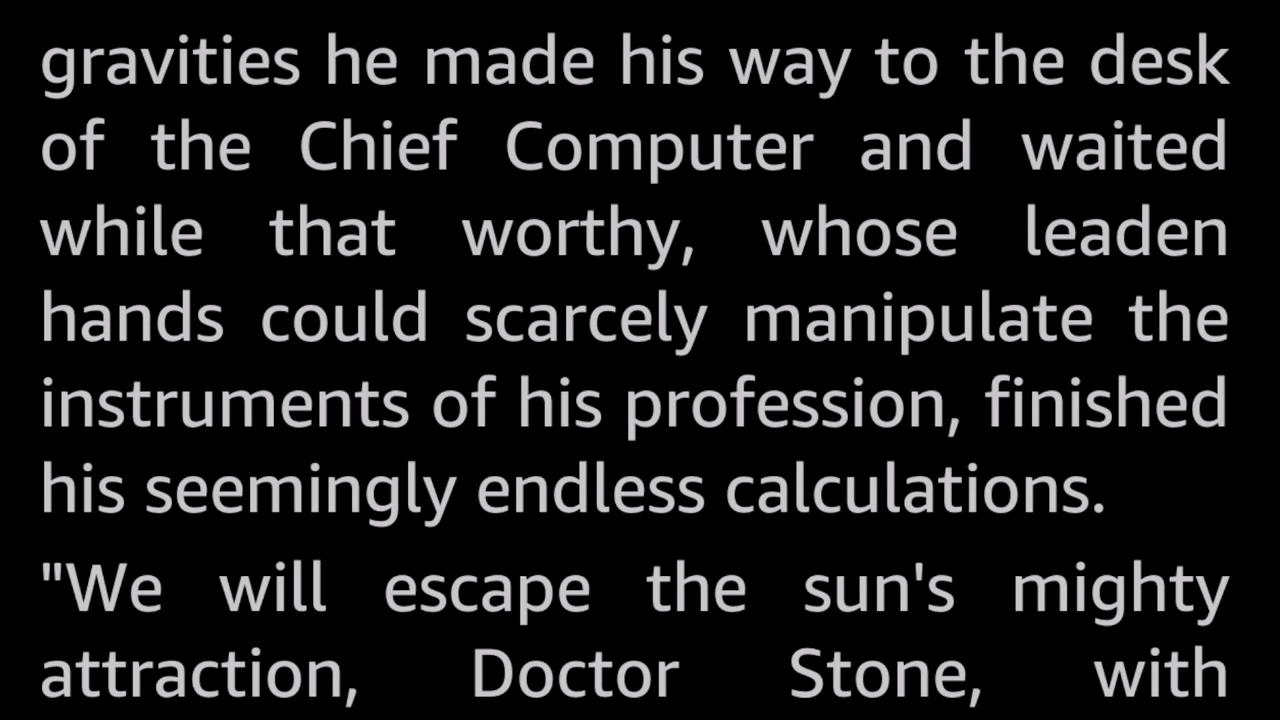 gravities he made his way to the desk
of the Chief Computer and waited
while that worthy, whose leaden
hands could scarcely manipulate the
instruments of his profession, finished
his seemingly endless calculations.
"We will escape the sun's mighty
attraction, Doctor Stone, with